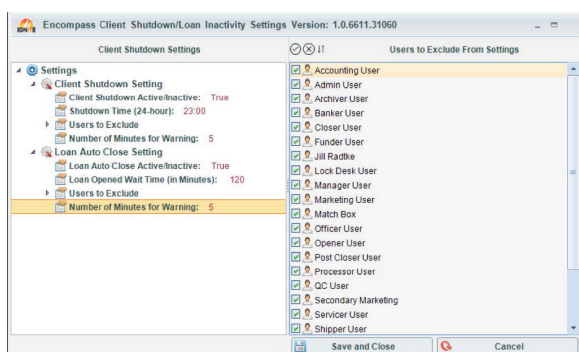 IGNITE
Encompass Client Shutdown/Loan Inactivity Settings Version: 1.0.6611.31060
Client Shutdown Settings
Settings
Client Shutdown Setting
Client Shutdown Active/Inactive: True
Shutdown Time (24-hour): 23:00
Users to Exclude
Number of Minutes for Warning: 5
Loan Auto Close Setting
Loan Auto Close Active/Inactive: True
Loan Opened Wait Time (in Minutes): 120
Users to Exclude
Number of Minutes for Warning: 5
Users to Exclude From Settings
Accounting User
Admin User
Archiver User
Banker User
Closer User
Funder User
Jill Radtke
Lock Desk User
Manager User
Marketing User
Match Box
Officer User
Opener User
Post Closer User
Processor User
QC User
Secondary Marketing
Servicer User
Shipper User
Save and Close
Cancel